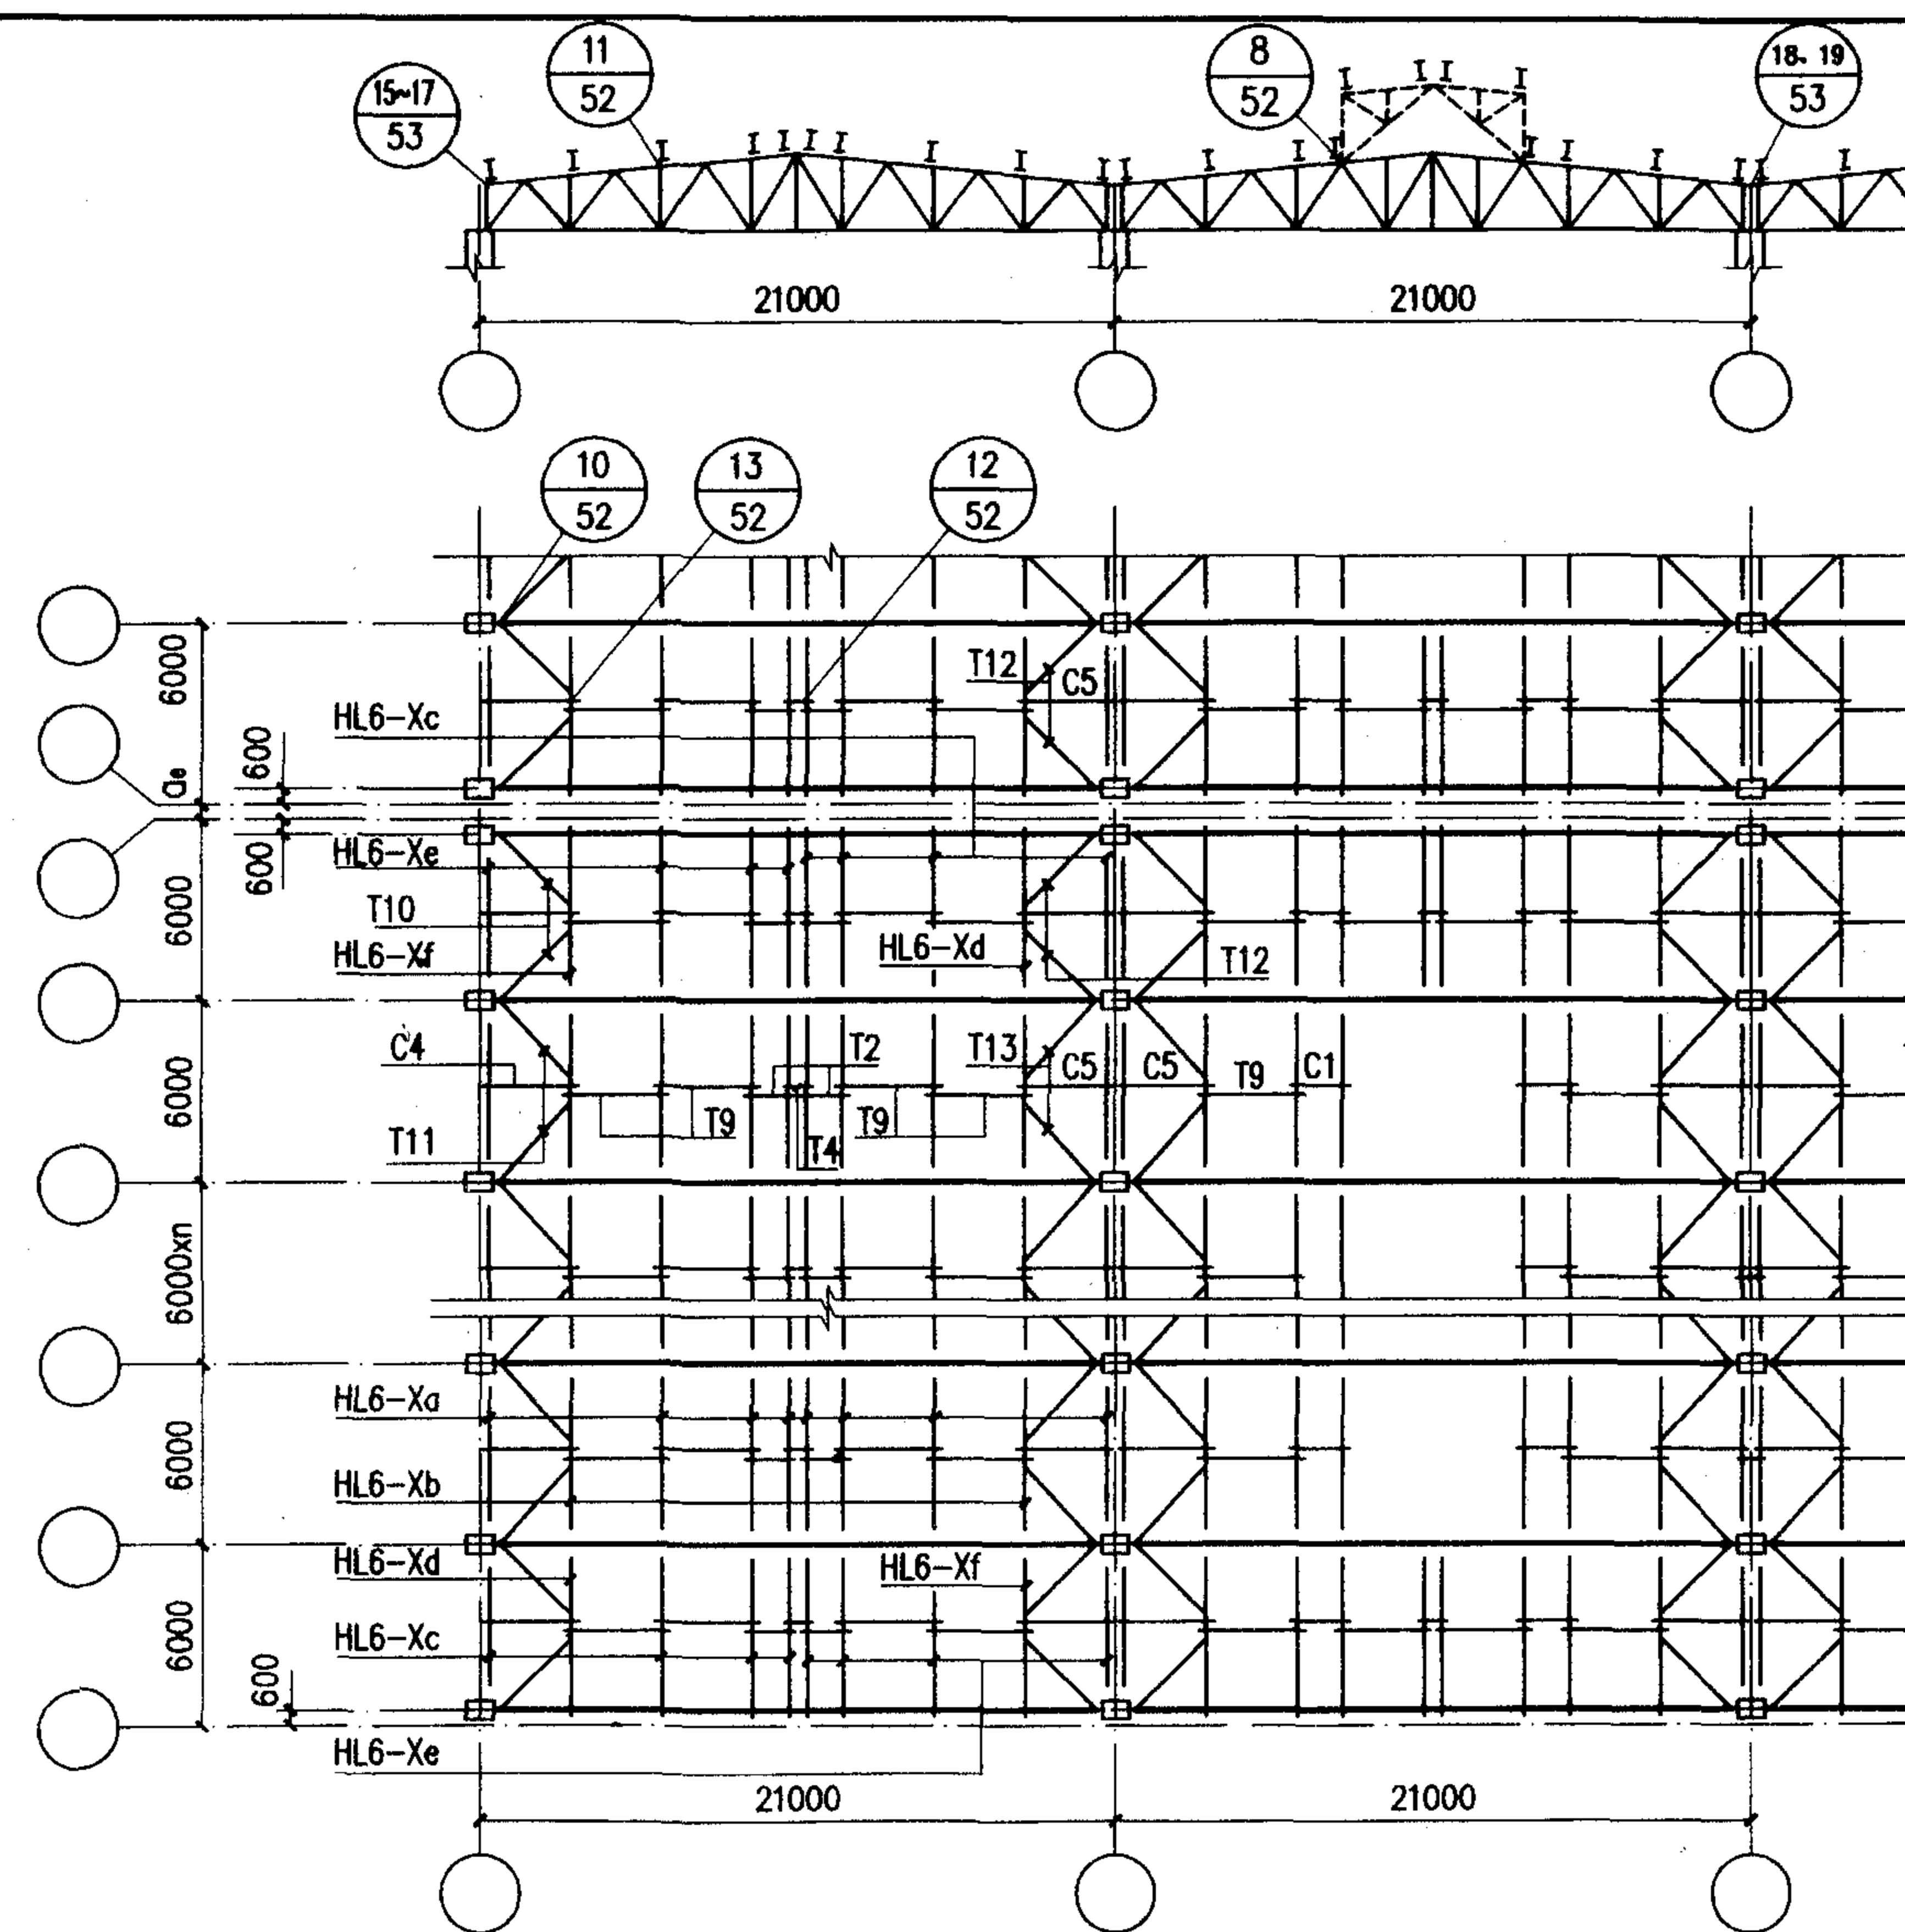 15~17
53
11
52
8
52
18、19
53
21000
21000
10
52
13
52
12
52
6000
T12
C5
HL6-Xc
600
ae
600
HL6-Xe
6000
T10
HL6-Xf
HL6-Xd
T12
C4
T2
T13
C5
C5
T9
C1
6000
T11
T9
T4
T9
6000xn
HL6-Xa
6000
HL6-Xb
HL6-Xd
HL6-Xf
6000
HL6-Xc
600
HL6-Xe
21000
21000